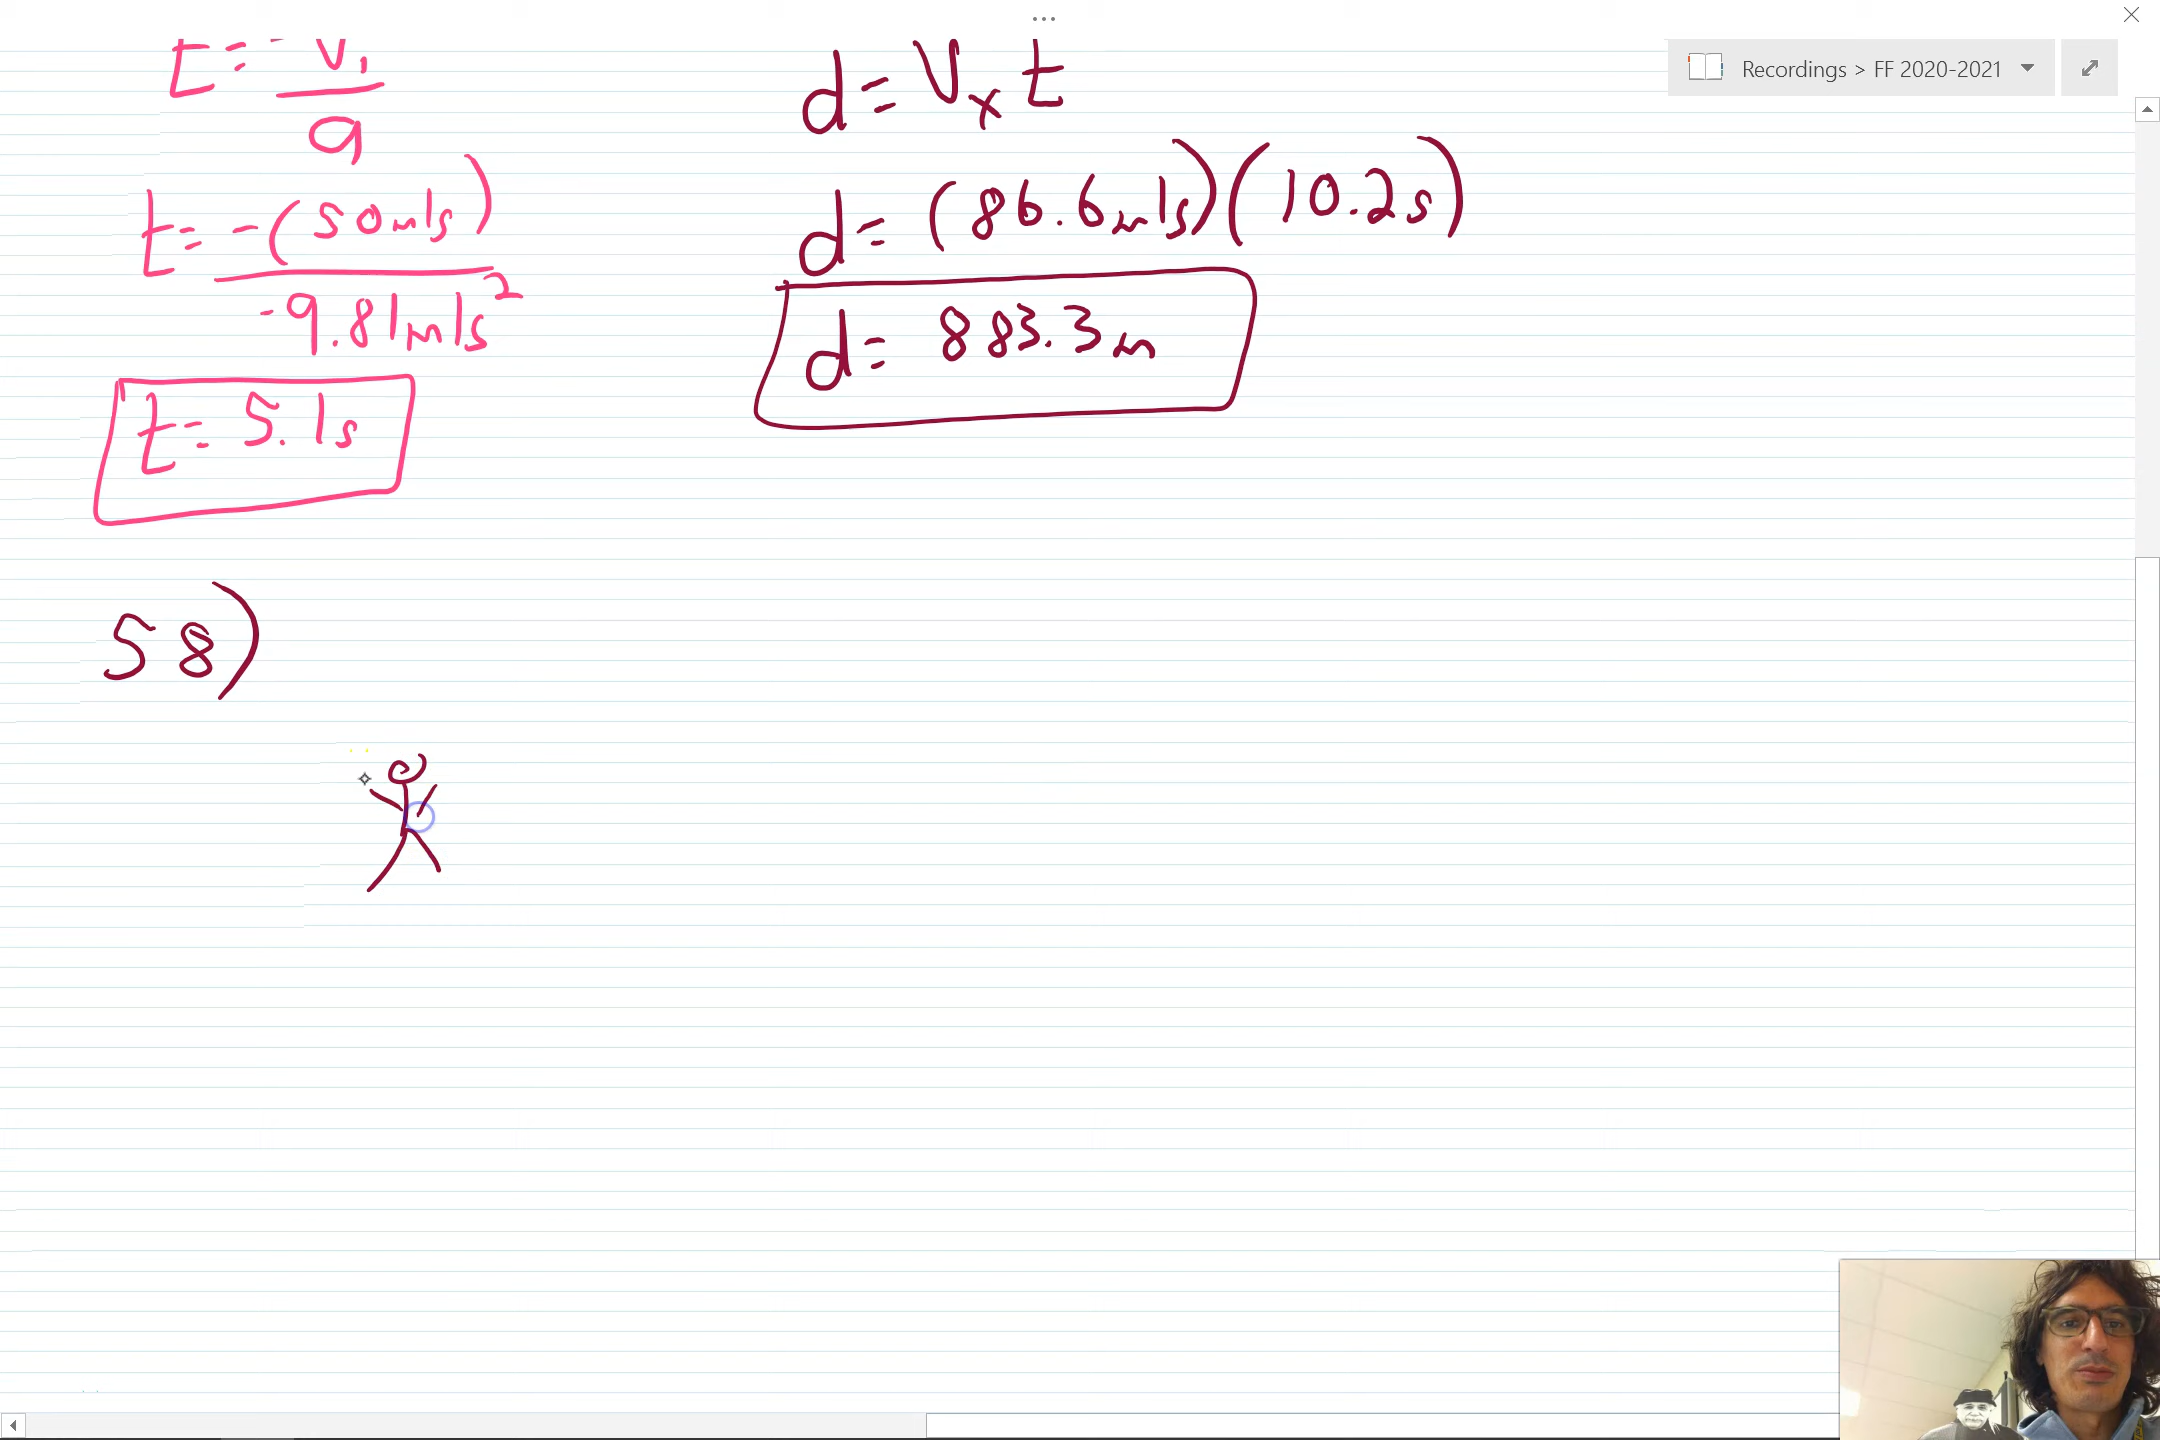 Recordings > FF 2020-2021
t = -V₁
a
t = -(50m/s)
-9.81m/s²
t = 5.1s
d = Vₓt
d = (86.6m/s)(10.2s)
d = 883.3m
58)